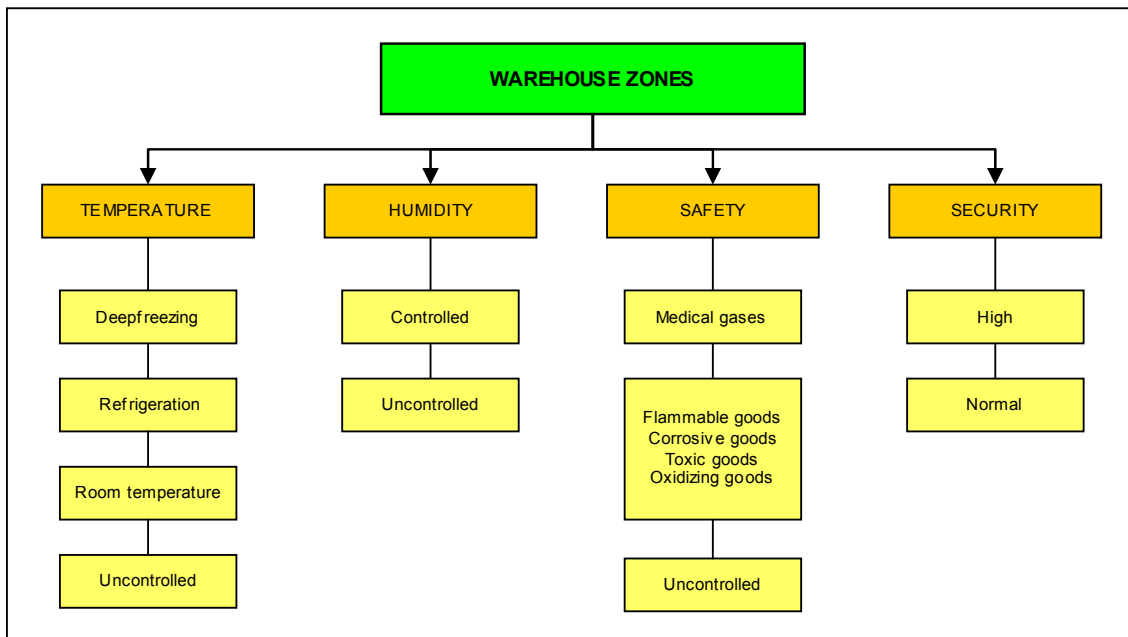 WAREHOUSE ZONES
TEMPERATURE
HUMIDITY
SAFETY
SECURITY
Deepfreezing
Controlled
Medical gases
High
Refrigeration
Uncontrolled
Flammable goods
Corrosive goods
Toxic goods
Oxidizing goods
Normal
Room temperature
Uncontrolled
Uncontrolled